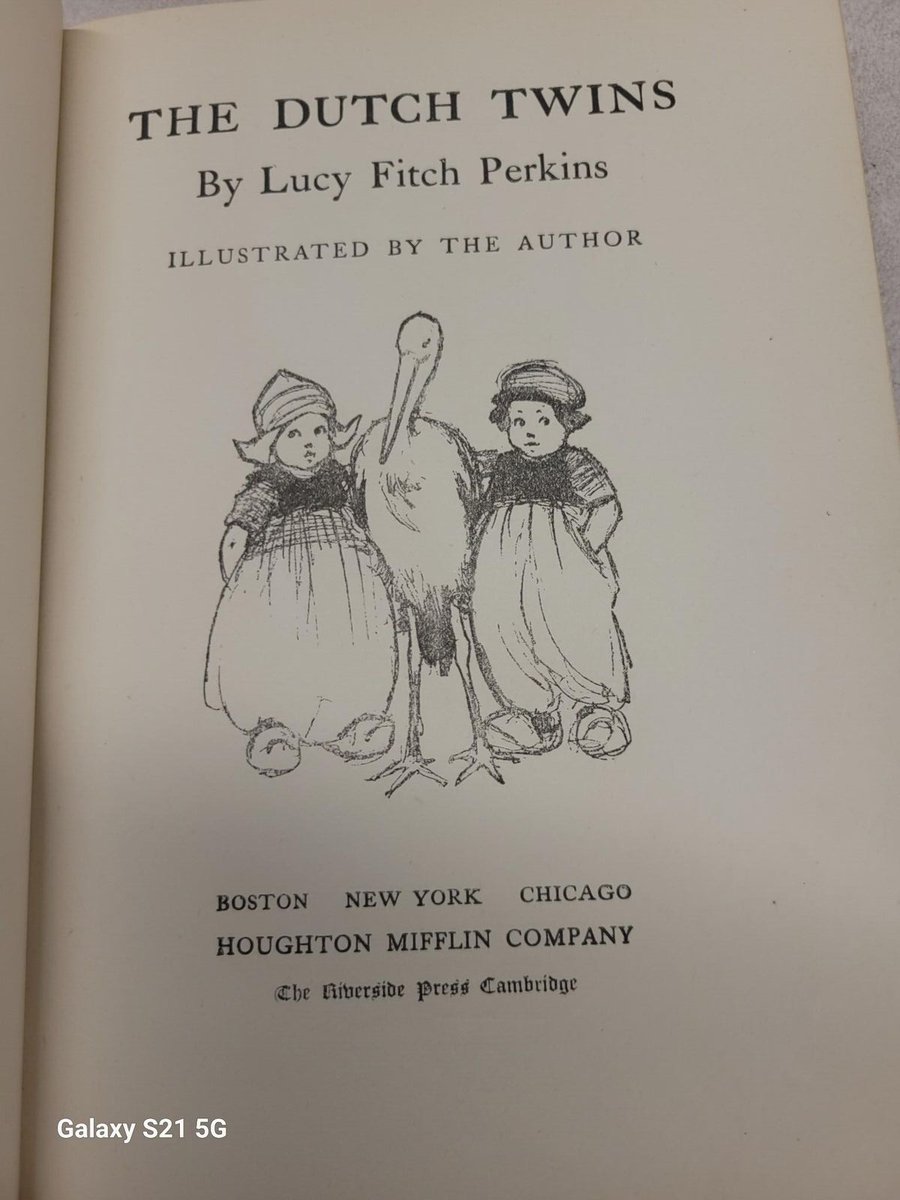 THE DUTCH TWINS
By Lucy Fitch Perkins
ILLUSTRATED BY THE AUTHOR
BOSTON NEW YORK CHICAGO
HOUGHTON MIFFLIN COMPANY
The Riverside Press Cambridge
Galaxy S21 5G